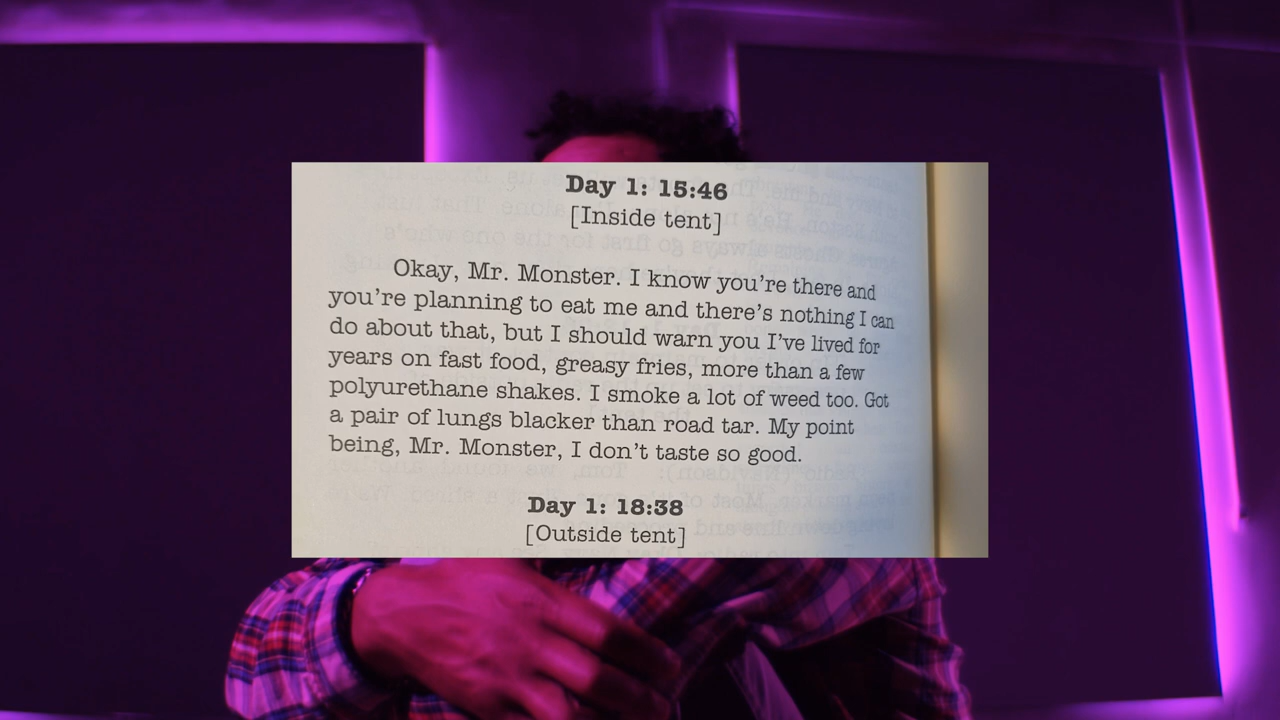 Day 1: 15:46
[Inside tent]
Okay, Mr. Monster. I know you're there and
you're planning to eat me and there's nothing I can
do about that, but I should warn you I've lived for
years on fast food, greasy fries, more than a few
polyurethane shakes. I smoke a lot of weed too. Got
a pair of lungs blacker than road tar. My point
being, Mr. Monster, I don't taste so good.
Day 1: 18:38
[Outside tent]